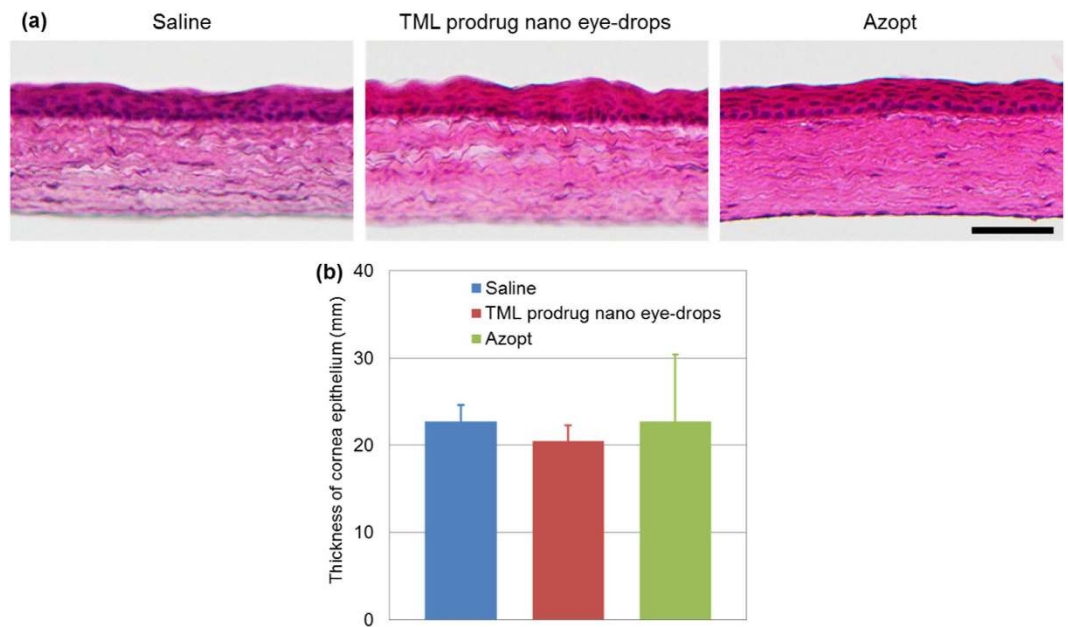 (a)
Saline
TML prodrug nano eye-drops
Azopt
(b)
Thickness of cornea epithelium (mm)
40
30
20
10
0
Saline
TML prodrug nano eye-drops
Azopt